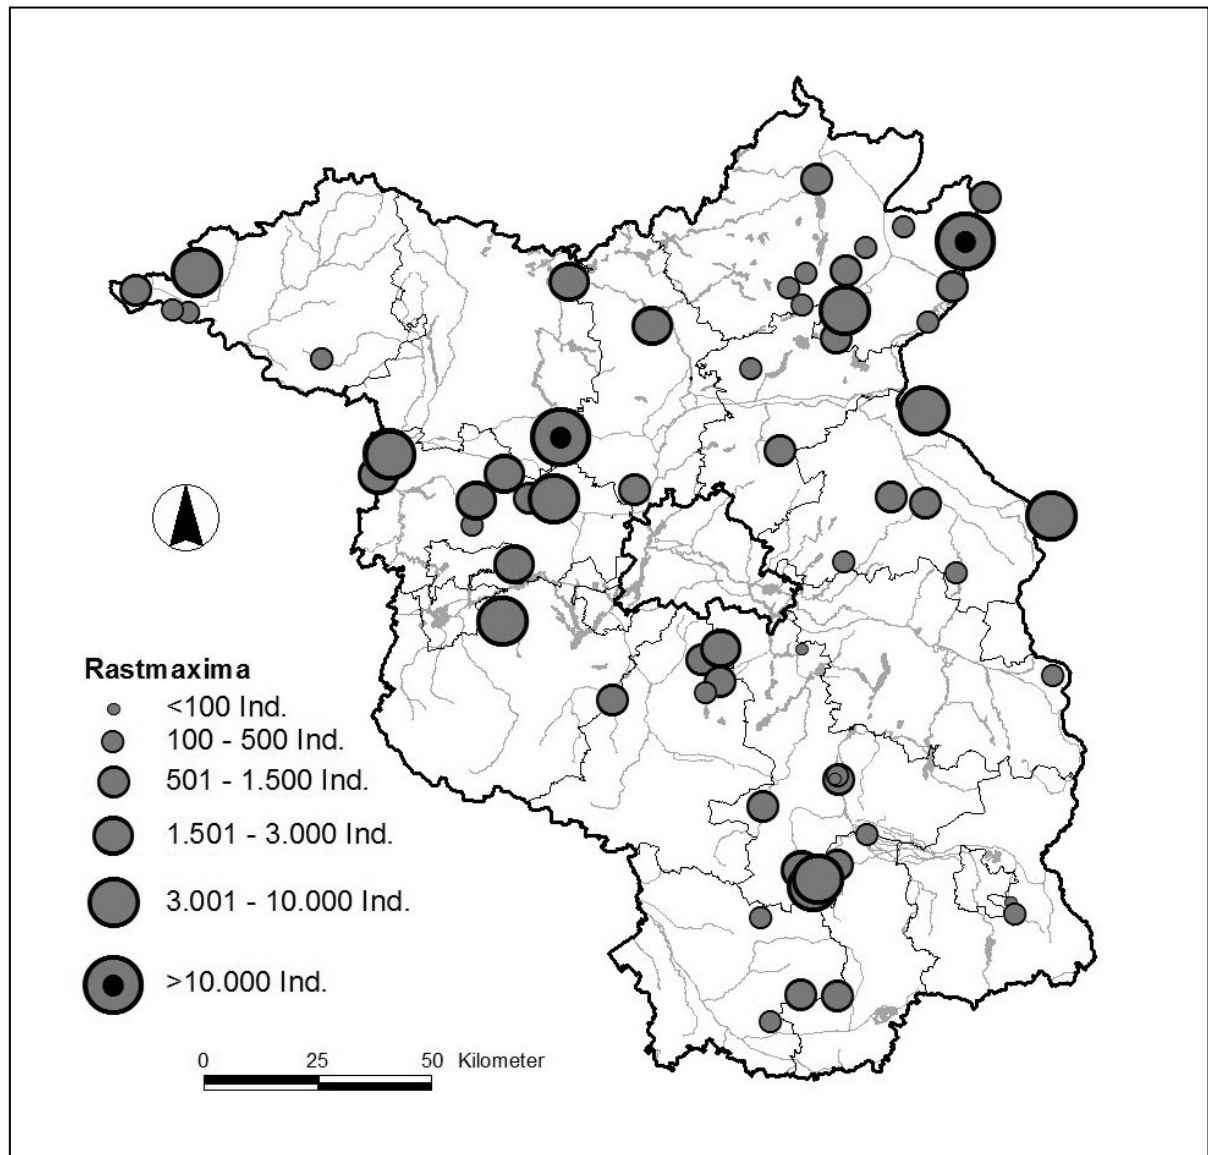 Rastmaxima
<100 Ind.
100 - 500 Ind.
501 - 1.500 Ind.
1.501 - 3.000 Ind.
3.001 - 10.000 Ind.
>10.000 Ind.
0 25 50 Kilometer